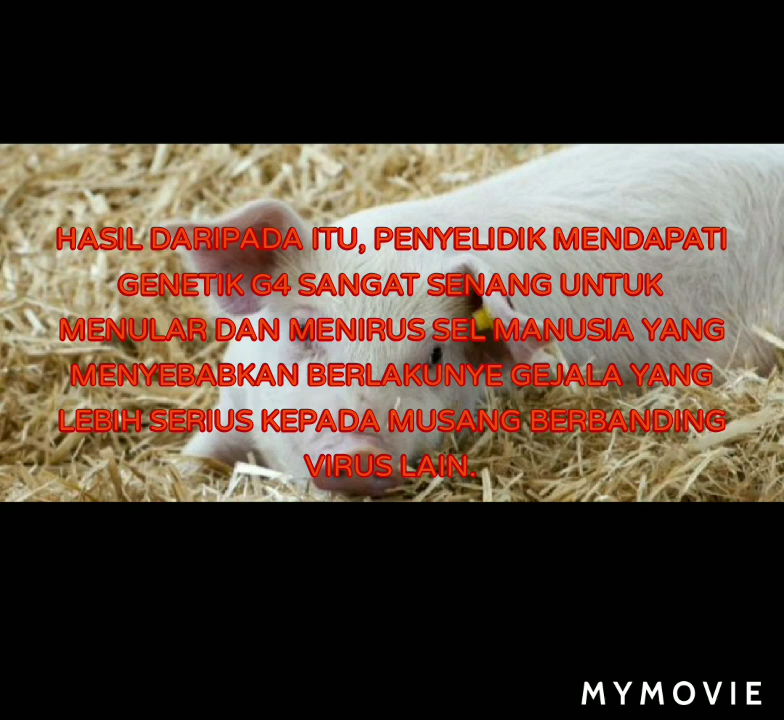 HASIL DARIPADA ITU, PENYELIDIK MENDAPATI
GENETIK G4 SANGAT SENANG UNTUK
MENULAR DAN MENIRUS SEL MANUSIA YANG
MENYEBABKAN BERLAKUNYE GEJALA YANG
LEBIH SERIUS KEPADA MUSANG BERBANDING
VIRUS LAIN.
MYMOVIE